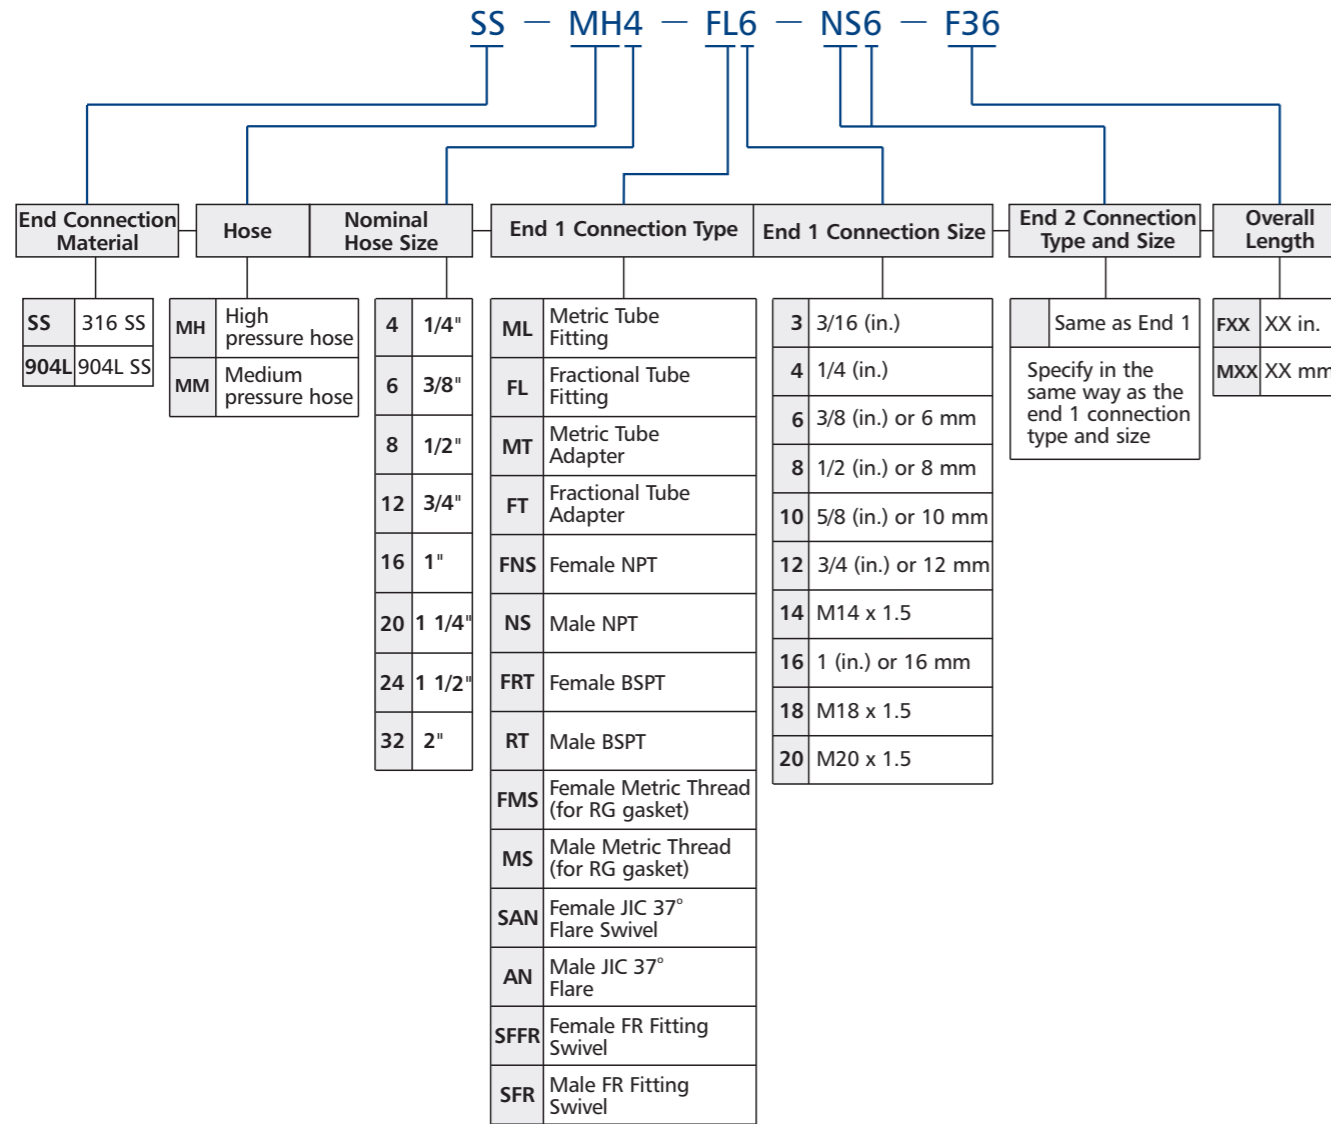 SS — MH4 — FL6 — NS6 — F36
End Connection
Material
Hose
Nominal
Hose Size
End 1 Connection Type
End 1 Connection Size
End 2 Connection
Type and Size
Overall
Length
SS 316 SS
904L 904L SS
MH High
pressure hose
MM Medium
pressure hose
4 1/4"
6 3/8"
8 1/2"
12 3/4"
16 1"
20 1 1/4"
24 1 1/2"
32 2"
ML Metric Tube
Fitting
FL Fractional Tube
Fitting
MT Metric Tube
Adapter
FT Fractional Tube
Adapter
FNS Female NPT
NS Male NPT
FRT Female BSPT
RT Male BSPT
FMS Female Metric Thread
(for RG gasket)
MS Male Metric Thread
(for RG gasket)
SAN Female JIC 37°
Flare Swivel
AN Male JIC 37°
Flare
SFFR Female FR Fitting
Swivel
SFR Male FR Fitting
Swivel
3 3/16 (in.)
4 1/4 (in.)
6 3/8 (in.) or 6 mm
8 1/2 (in.) or 8 mm
10 5/8 (in.) or 10 mm
12 3/4 (in.) or 12 mm
14 M14 x 1.5
16 1 (in.) or 16 mm
18 M18 x 1.5
20 M20 x 1.5
Same as End 1
Specify in the
same way as the
end 1 connection
type and size
FXX XX in.
MXX XX mm